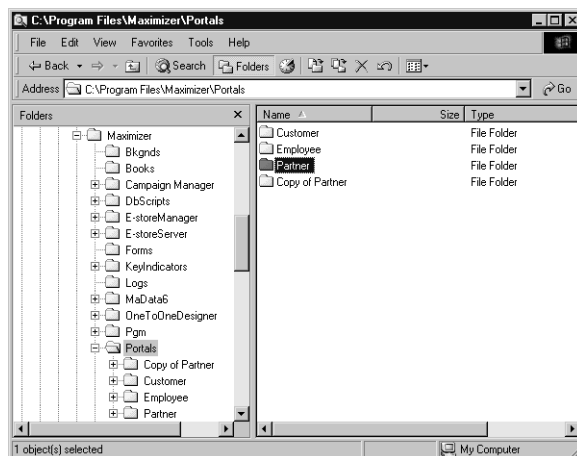 C:\Program Files\Maximizer\Portals
File Edit View Favorites Tools Help
Back Search Folders
Address C:\Program Files\Maximizer\Portals Go
Folders
Maximizer
Bkgnds
Books
Campaign Manager
DbScripts
E-storeManager
E-storeServer
Forms
KeyIndicators
Logs
MaData6
OneToOneDesigner
Pgm
Portals
Copy of Partner
Customer
Employee
Partner
Name Size Type
Customer File Folder
Employee File Folder
Partner File Folder
Copy of Partner File Folder
1 object(s) selected My Computer